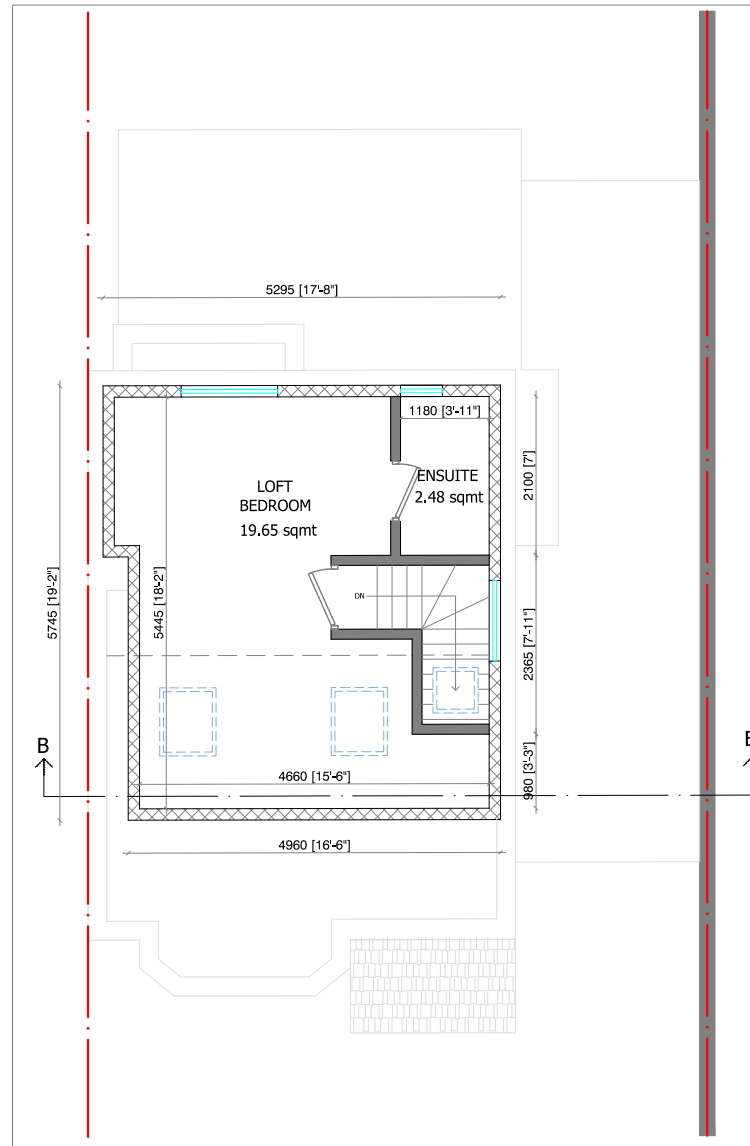 5295 [17'-8"]
1180 [3'-11"]
2100 [7']
LOFT
BEDROOM
19.65 sqmt
ENSUITE
2.48 sqmt
5745 [19'-2"]
5445 [18'-2"]
DN
2365 [7'-11"]
B
4660 [15'-6"]
980 [3'-3"]
4960 [16'-6"]